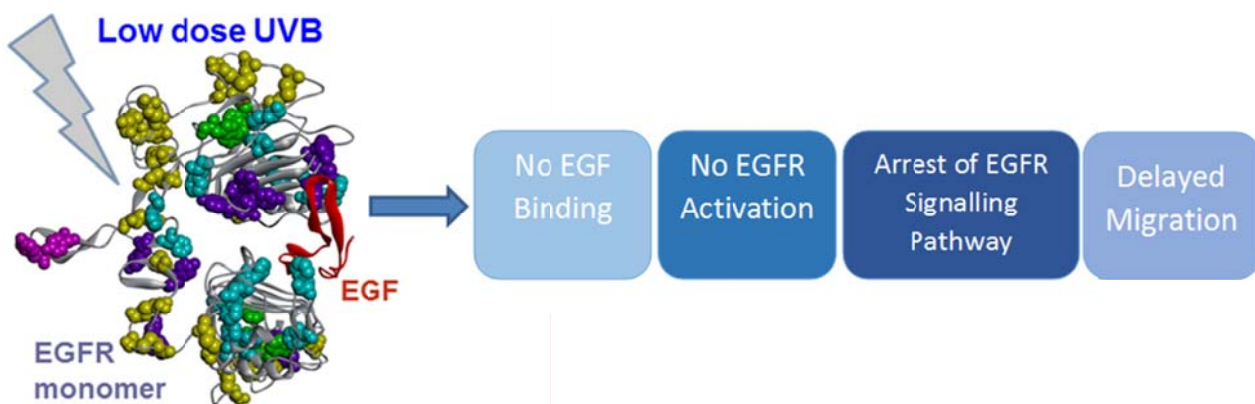 Low dose UVB
EGF
EGFR
monomer
No EGF
Binding
No EGFR
Activation
Arrest of EGFR
Signalling
Pathway
Delayed
Migration